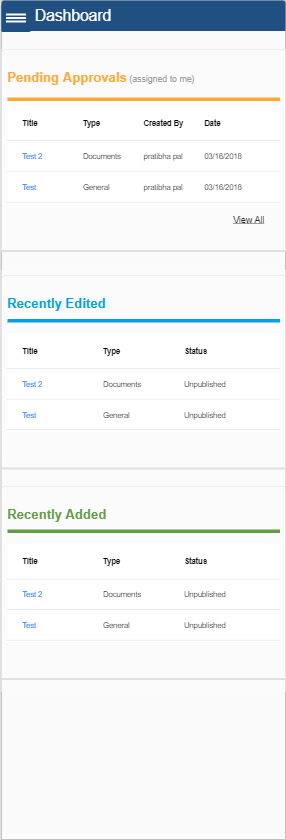 Dashboard
Pending Approvals (assigned to me)
Title Type Created By Date
Test 2 Documents pratibha pal 03/16/2018
Test General pratibha pal 03/16/2018
View All
Recently Edited
Title Type Status
Test 2 Documents Unpublished
Test General Unpublished
Recently Added
Title Type Status
Test 2 Documents Unpublished
Test General Unpublished